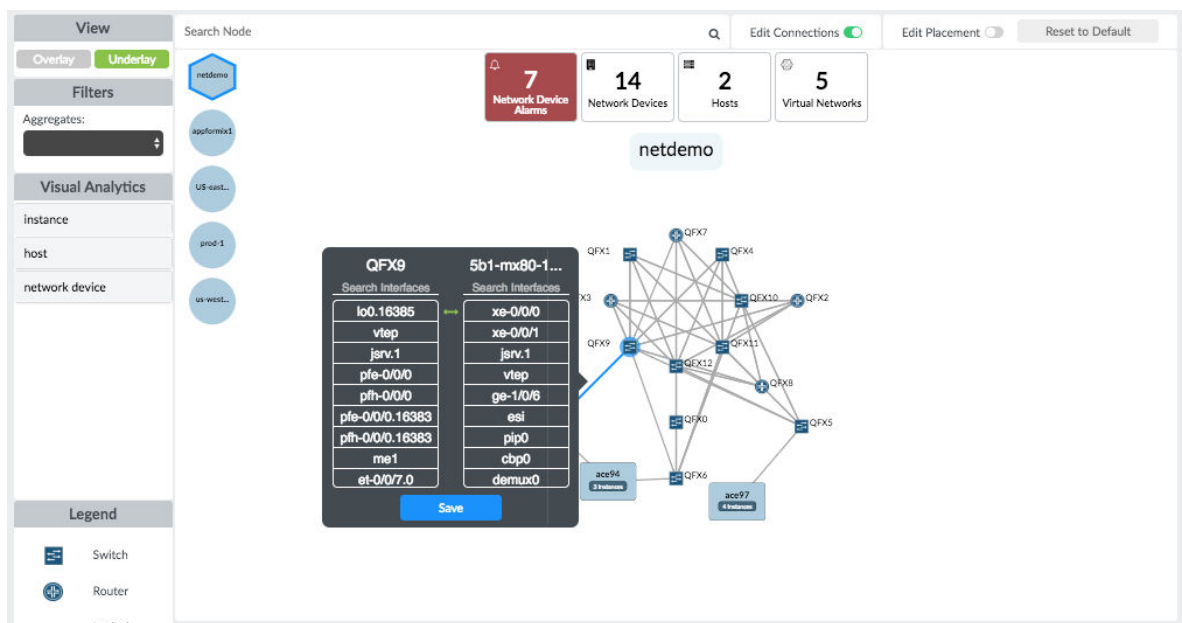 View
Overlay
Underlay
Filters
Aggregates:
Visual Analytics
instance
host
network device
Legend
Switch
Router
Search Node
Edit Connections
Edit Placement
Reset to Default
netdemo
appformix1
US-east...
prod-1
us-west...
7
Network Device
Alarms
14
Network Devices
2
Hosts
5
Virtual Networks
netdemo
QFX9
5b1-mx80-1...
Search Interfaces
Search Interfaces
lo0.16385
xe-0/0/0
vtep
xe-0/0/1
jsrv.1
jsrv.1
pfe-0/0/0
vtep
pfh-0/0/0
ge-1/0/6
pfe-0/0/0.16383
esi
pfh-0/0/0.16383
pip0
me1
cbp0
et-0/0/7.0
demux0
Save
QFX7
QFX1
QFX4
X3
QFX10
QFX2
QFX9
QFX11
QFX12
QFX8
QFX0
QFX5
ace94
3 Instances
QFX6
ace97
4 Instances